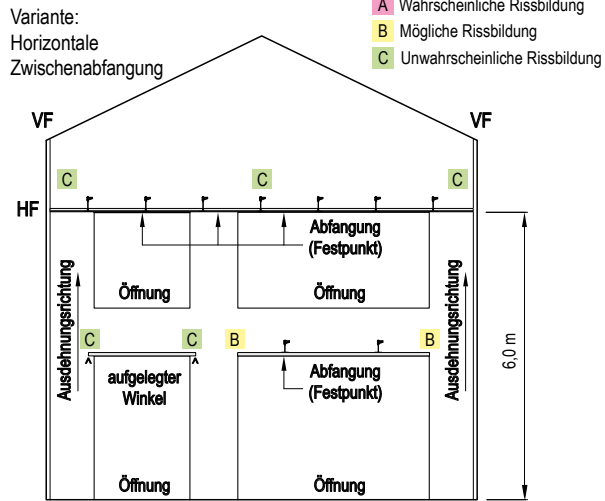 Variante:
Horizontale
Zwischenabfangung
A Wahrscheinliche Rissbildung
B Mögliche Rissbildung
C Unwahrscheinliche Rissbildung
VF
VF
C
C
C
HF
Abfangung
(Festpunkt)
Öffnung
Öffnung
Ausdehnungsrichtung
Ausdehnungsrichtung
6,0 m
C
C
B
B
aufgelegter
Winkel
Abfangung
(Festpunkt)
Öffnung
Öffnung